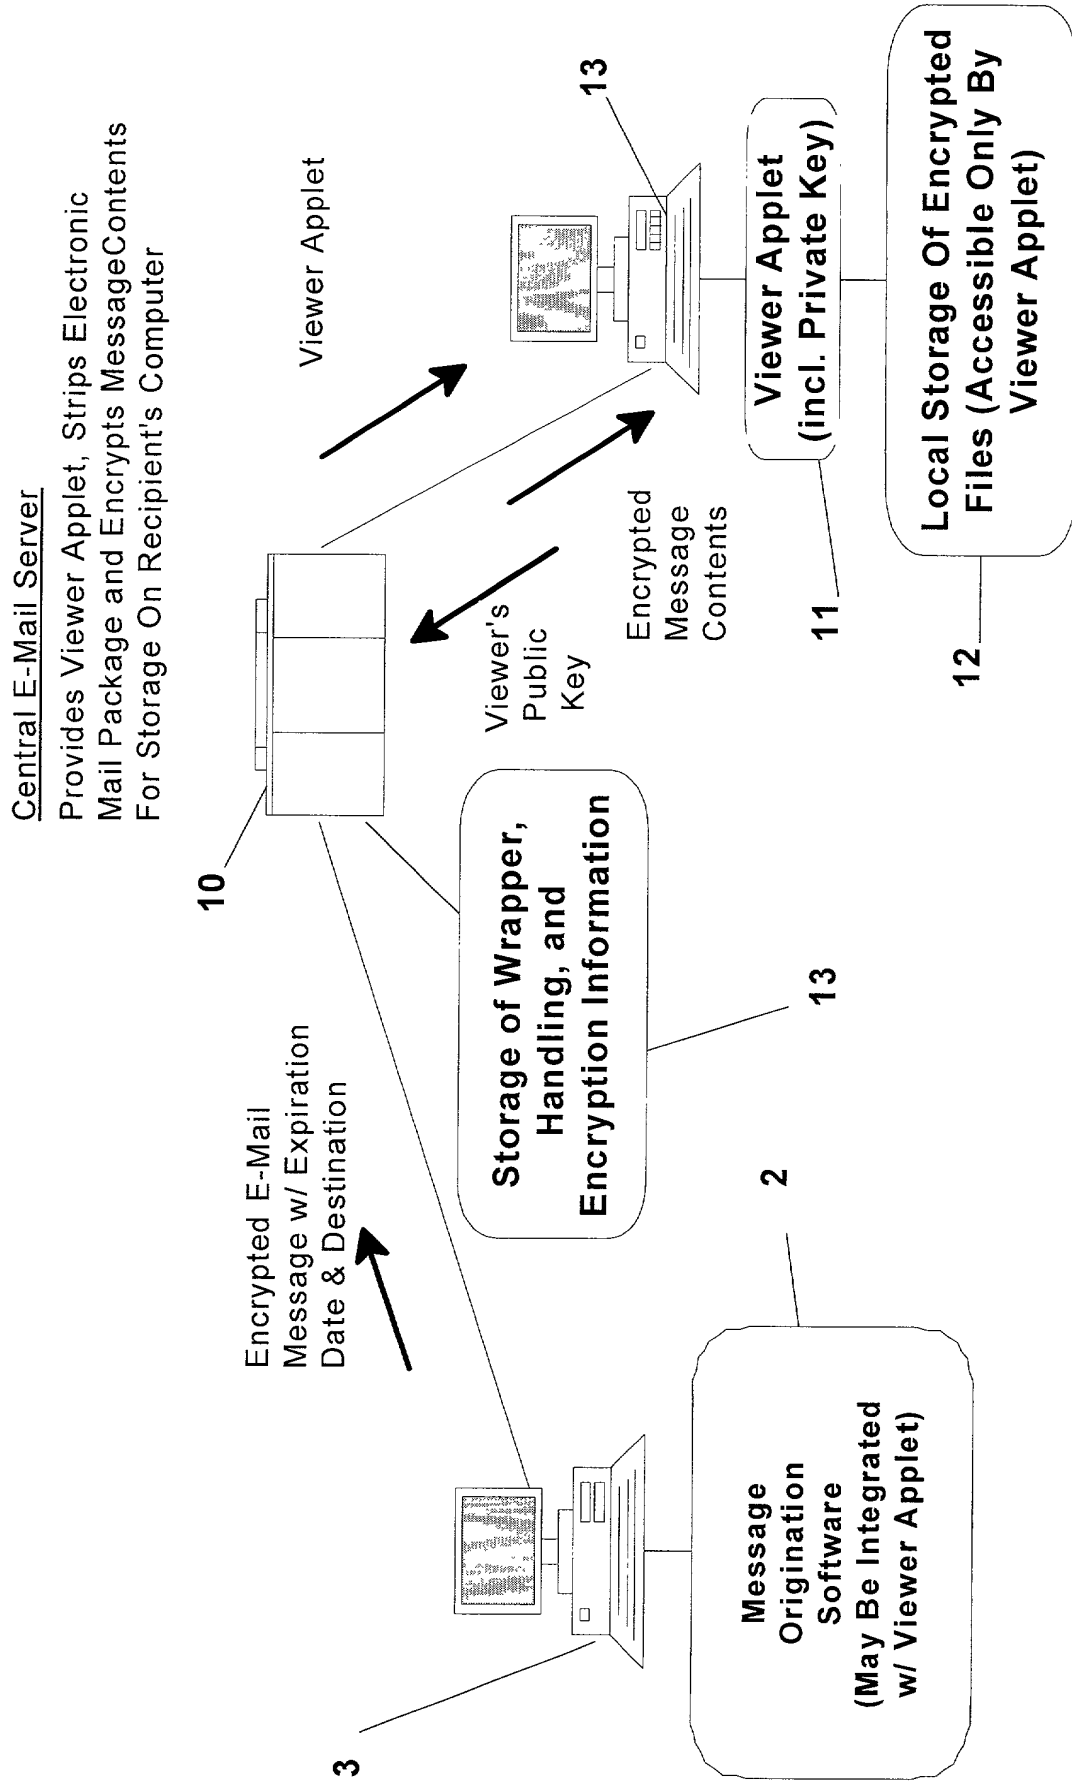 Central E-Mail Server
Provides Viewer Applet, Strips Electronic
Mail Package and Encrypts MessageContents
For Storage On Recipient's Computer
10
Encrypted E-Mail
Message w/ Expiration
Date & Destination
Viewer Applet
13
Viewer's
Public
Key
Encrypted
Message
Contents
Storage of Wrapper,
Handling, and
Encryption Information
13
3
Message
Origination
Software
(May Be Integrated
w/ Viewer Applet)
2
Viewer Applet
(incl. Private Key)
11
Local Storage Of Encrypted
Files (Accessible Only By
Viewer Applet)
12